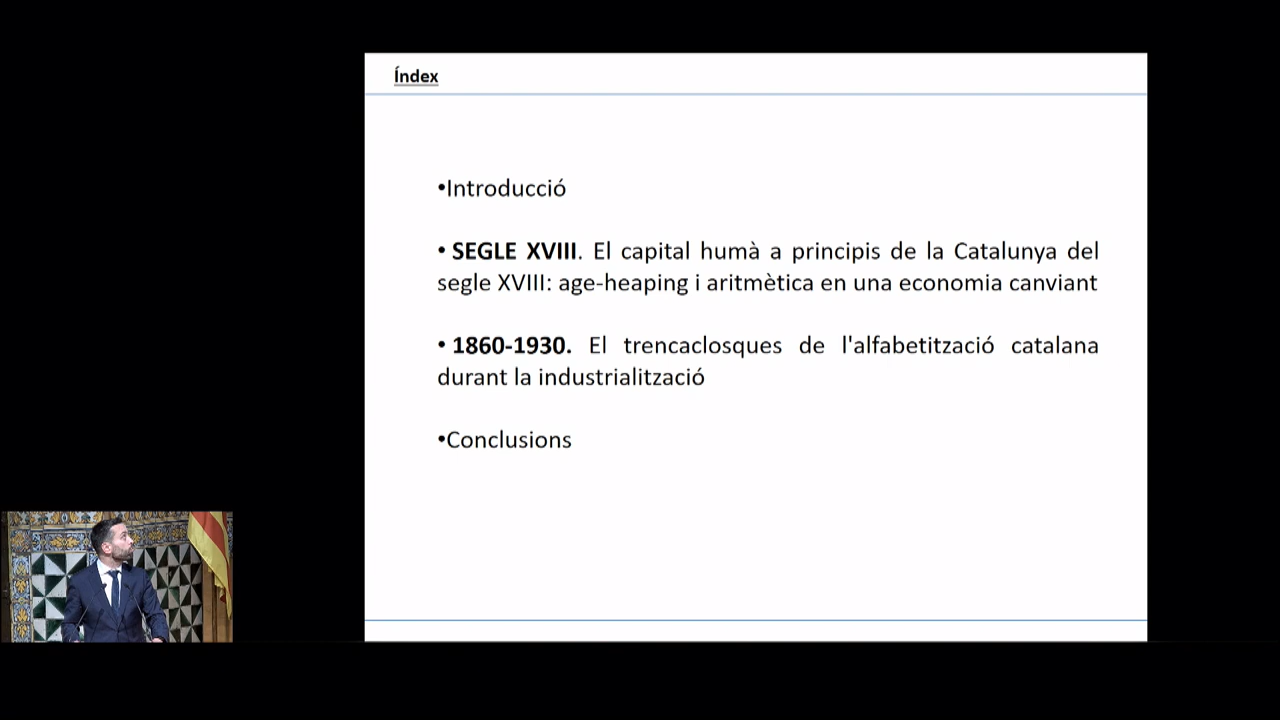 Índex
•Introducció
• SEGLE XVIII. El capital humà a principis de la Catalunya del
segle XVIII: age-heaping i aritmètica en una economia canviant
• 1860-1930. El trencaclosques de l'alfabetització catalana
durant la industrialització
•Conclusions